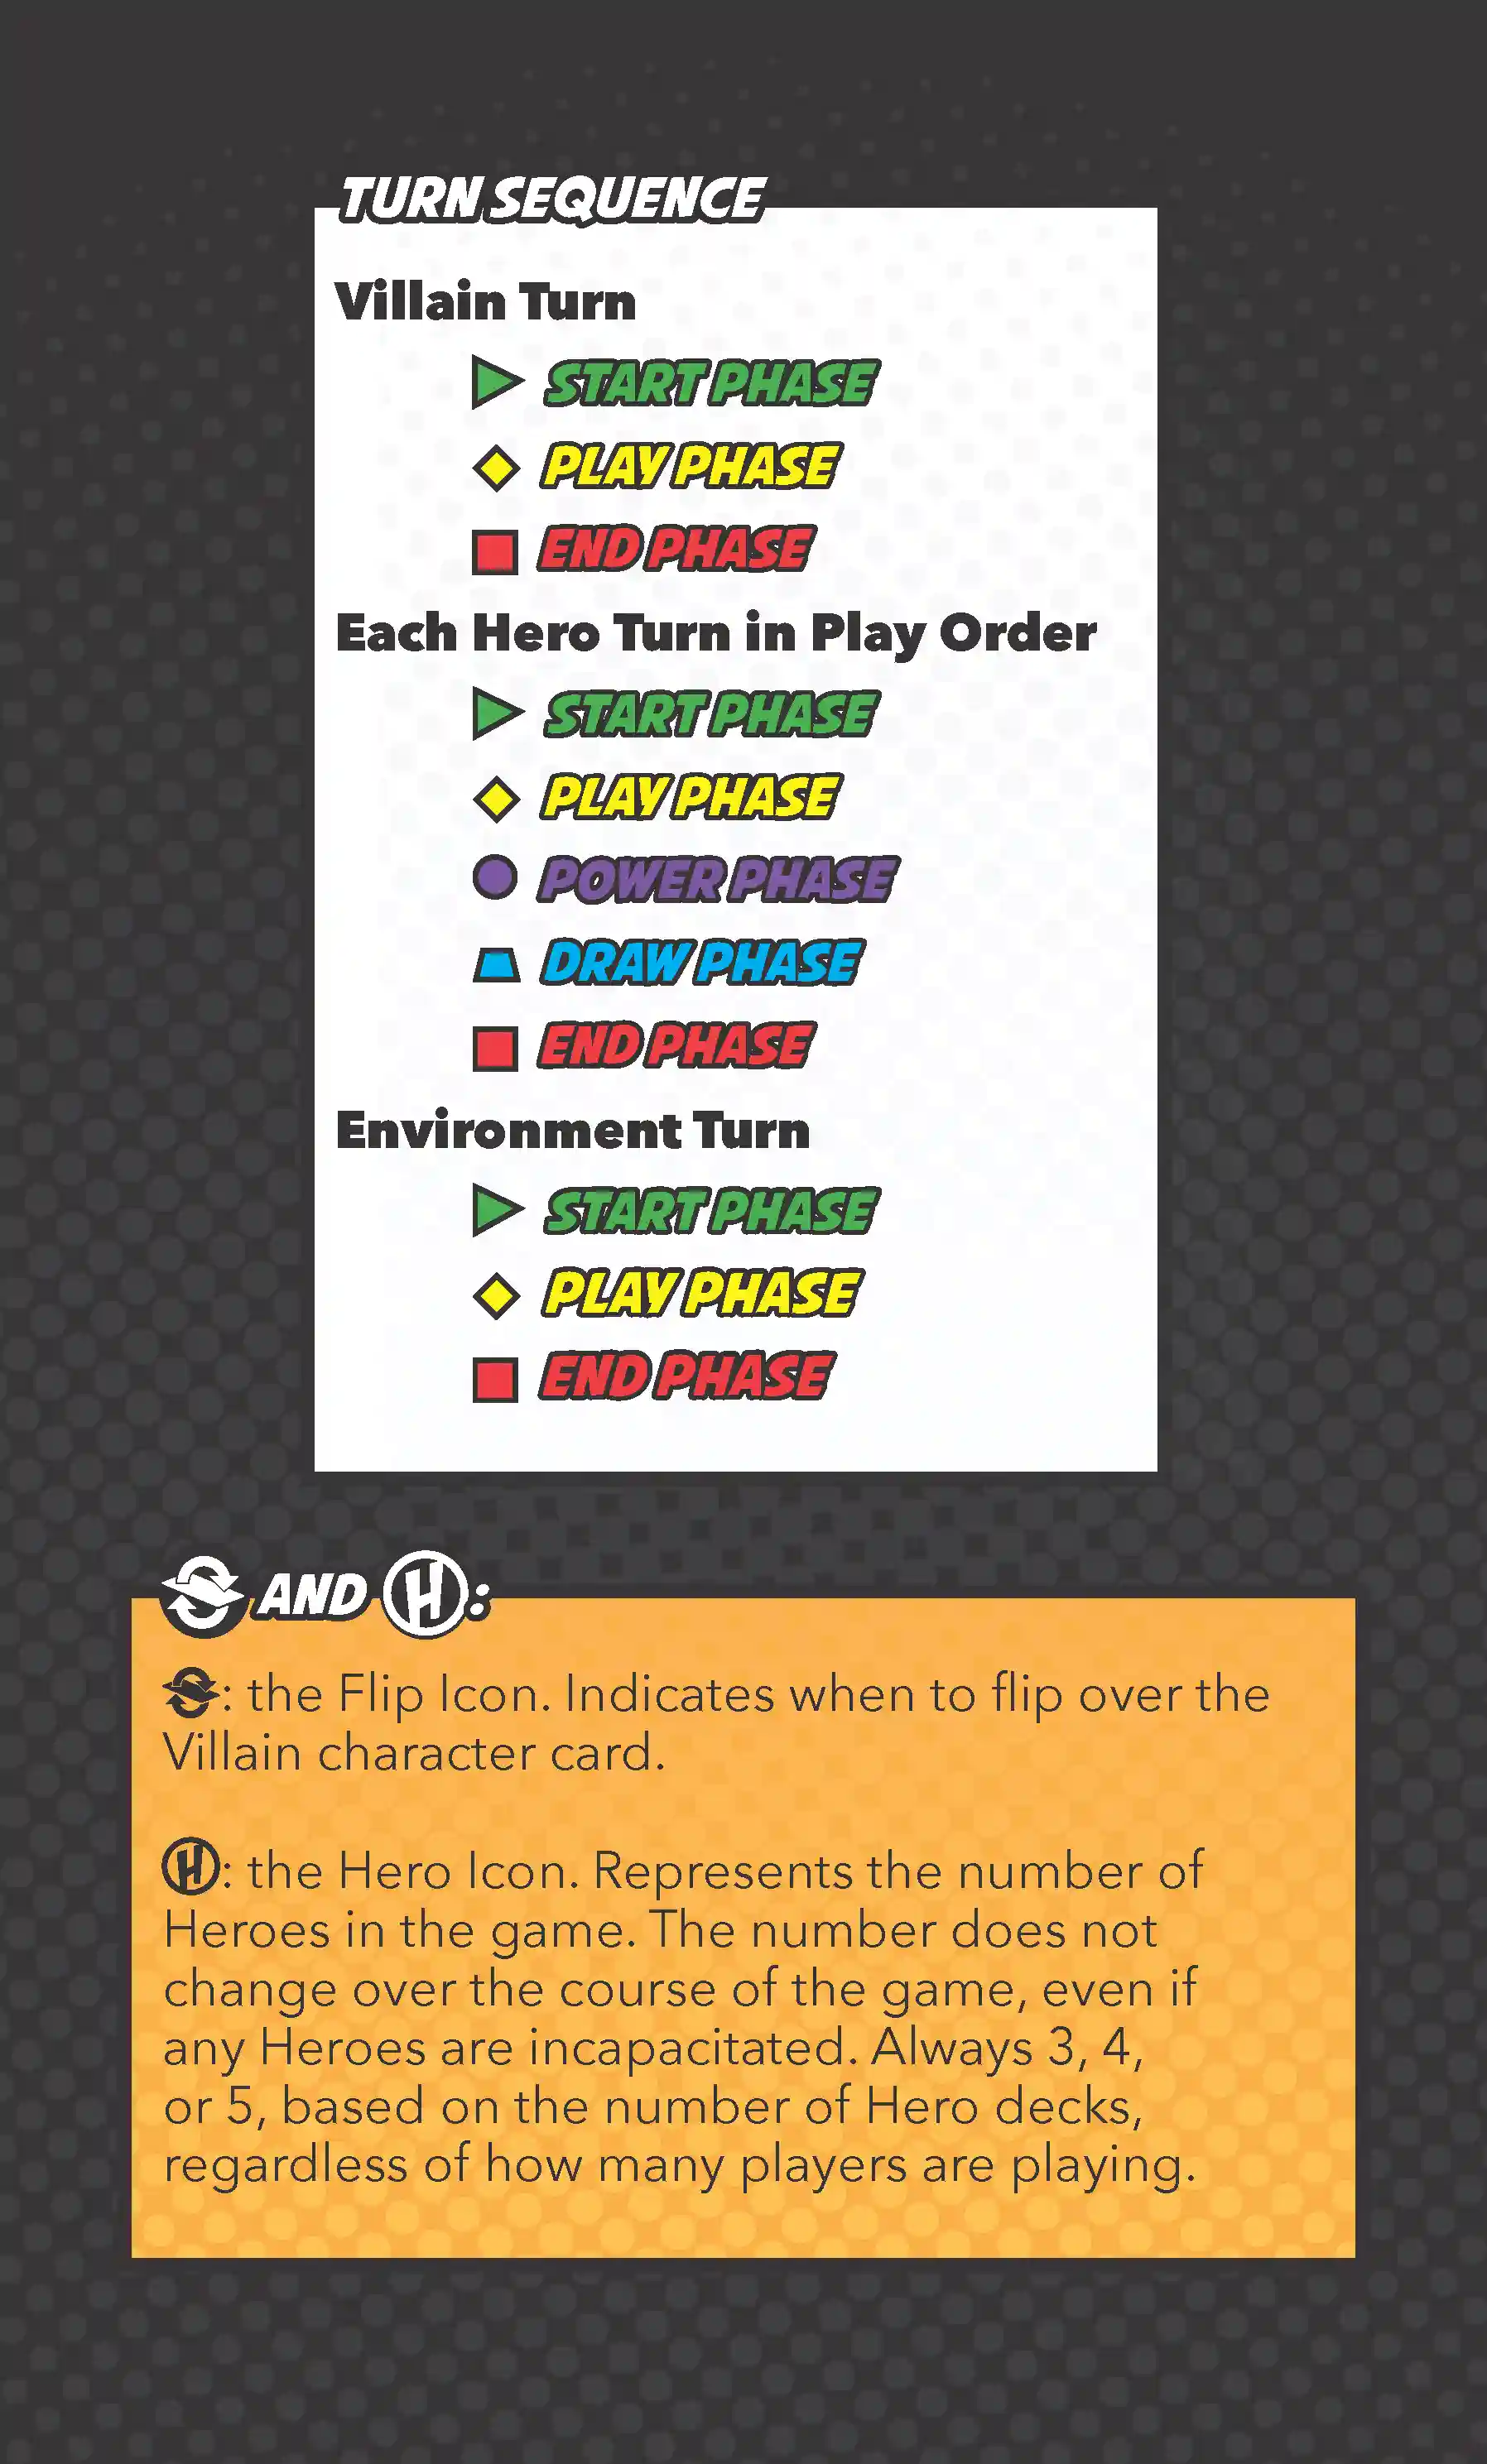 TURN SEQUENCE
Villain Turn
START PHASE
PLAY PHASE
END PHASE
Each Hero Turn in Play Order
START PHASE
PLAY PHASE
POWER PHASE
DRAW PHASE
END PHASE
Environment Turn
START PHASE
PLAY PHASE
END PHASE
AND H:
: the Flip Icon. Indicates when to flip over the
Villain character card.
H: the Hero Icon. Represents the number of
Heroes in the game. The number does not
change over the course of the game, even if
any Heroes are incapacitated. Always 3, 4,
or 5, based on the number of Hero decks,
regardless of how many players are playing.